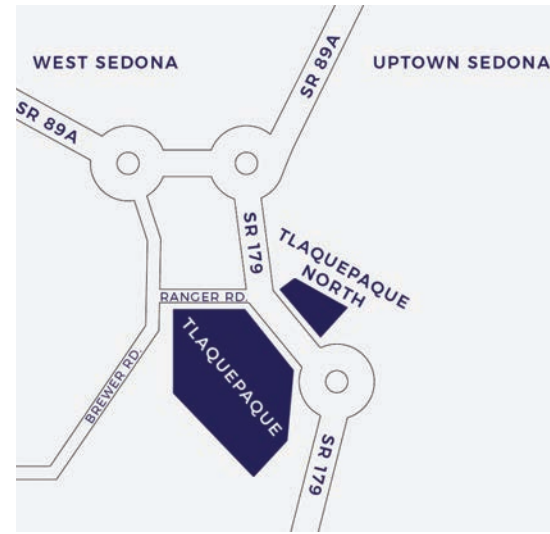 WEST SEDONA
UPTOWN SEDONA
SR 89A
SR 89A
SR 179
TLAQUEPAQUE
NORTH
RANGER RD.
TLAQUEPAQUE
BREWER RD.
SR 179